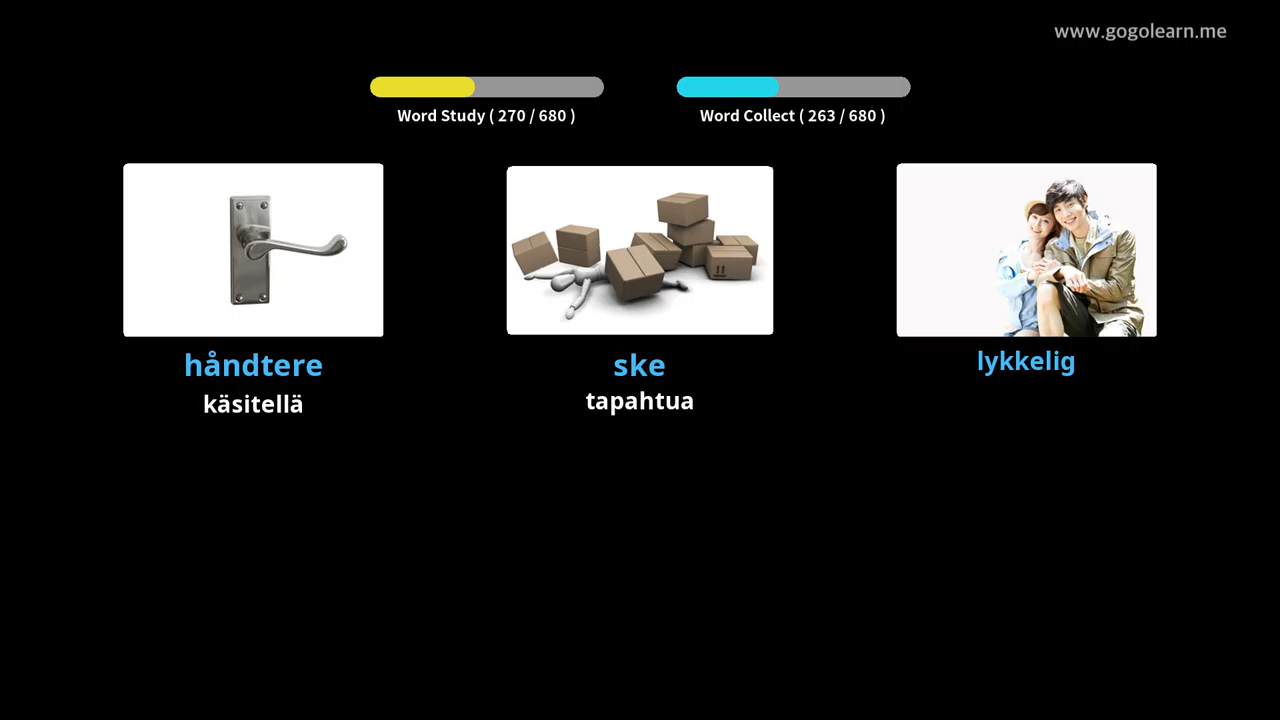 www.gogolearn.me
Word Study ( 270 / 680 )
Word Collect ( 263 / 680 )
håndtere
käsitellä
ske
tapahtua
lykkelig